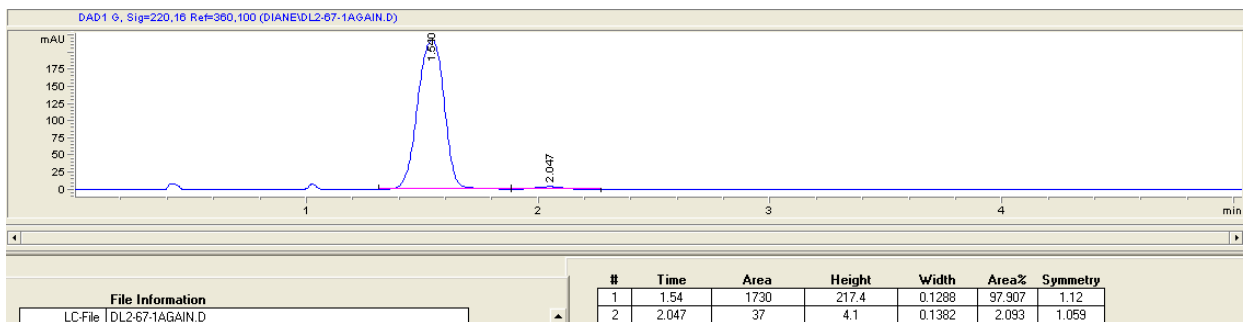 DAD1 G, Sig=220,16 Ref=360,100 (DIANE\DL2-67-1AGAIN.D)
mAU
175
150
125
100
75
50
25
0
1.540
2.047
1 2 3 4 min
# Time Area Height Width Area% Symmetry
1 1.54 1730 217.4 0.1288 97.907 1.12
2 2.047 37 4.1 0.1382 2.093 1.059
File Information
LC-File DL2-67-1AGAIN.D